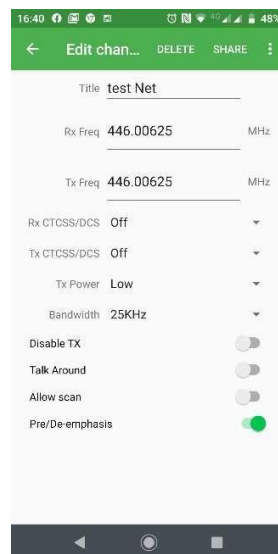 16:40 4G 48%
Edit chan... DELETE SHARE
Title test Net
Rx Freq 446.00625 MHz
Tx Freq 446.00625 MHz
Rx CTCSS/DCS Off
Tx CTCSS/DCS Off
Tx Power Low
Bandwidth 25KHz
Disable TX
Talk Around
Allow scan
Pre/De-emphasis